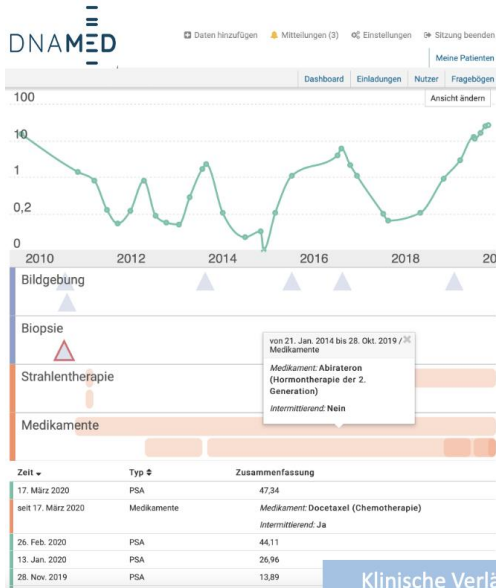 DNAMED
Daten hinzufügen Mitteilungen (3) Einstellungen Sitzung beenden
Meine Patienten
Dashboard Einladungen Nutzer Fragebögen
Ansicht ändern
100
10
1
0,2
0
2010 2012 2014 2016 2018 20
Bildgebung
Biopsie
von 21. Jan. 2014 bis 28. Okt. 2019 /
Medikamente
Medikament: Abirateron
(Hormontherapie der 2.
Generation)
Intermittierend: Nein
Strahlentherapie
Medikamente
Zeit Typ Zusammenfassung
17. März 2020 PSA 47,34
seit 17. März 2020 Medikamente Medikament: Docetaxel (Chemotherapie)
Intermittierend: Ja
26. Feb. 2020 PSA 44,11
13. Jan. 2020 PSA 26,96
28. Nov. 2019 PSA 13,89
Klinische Verlä